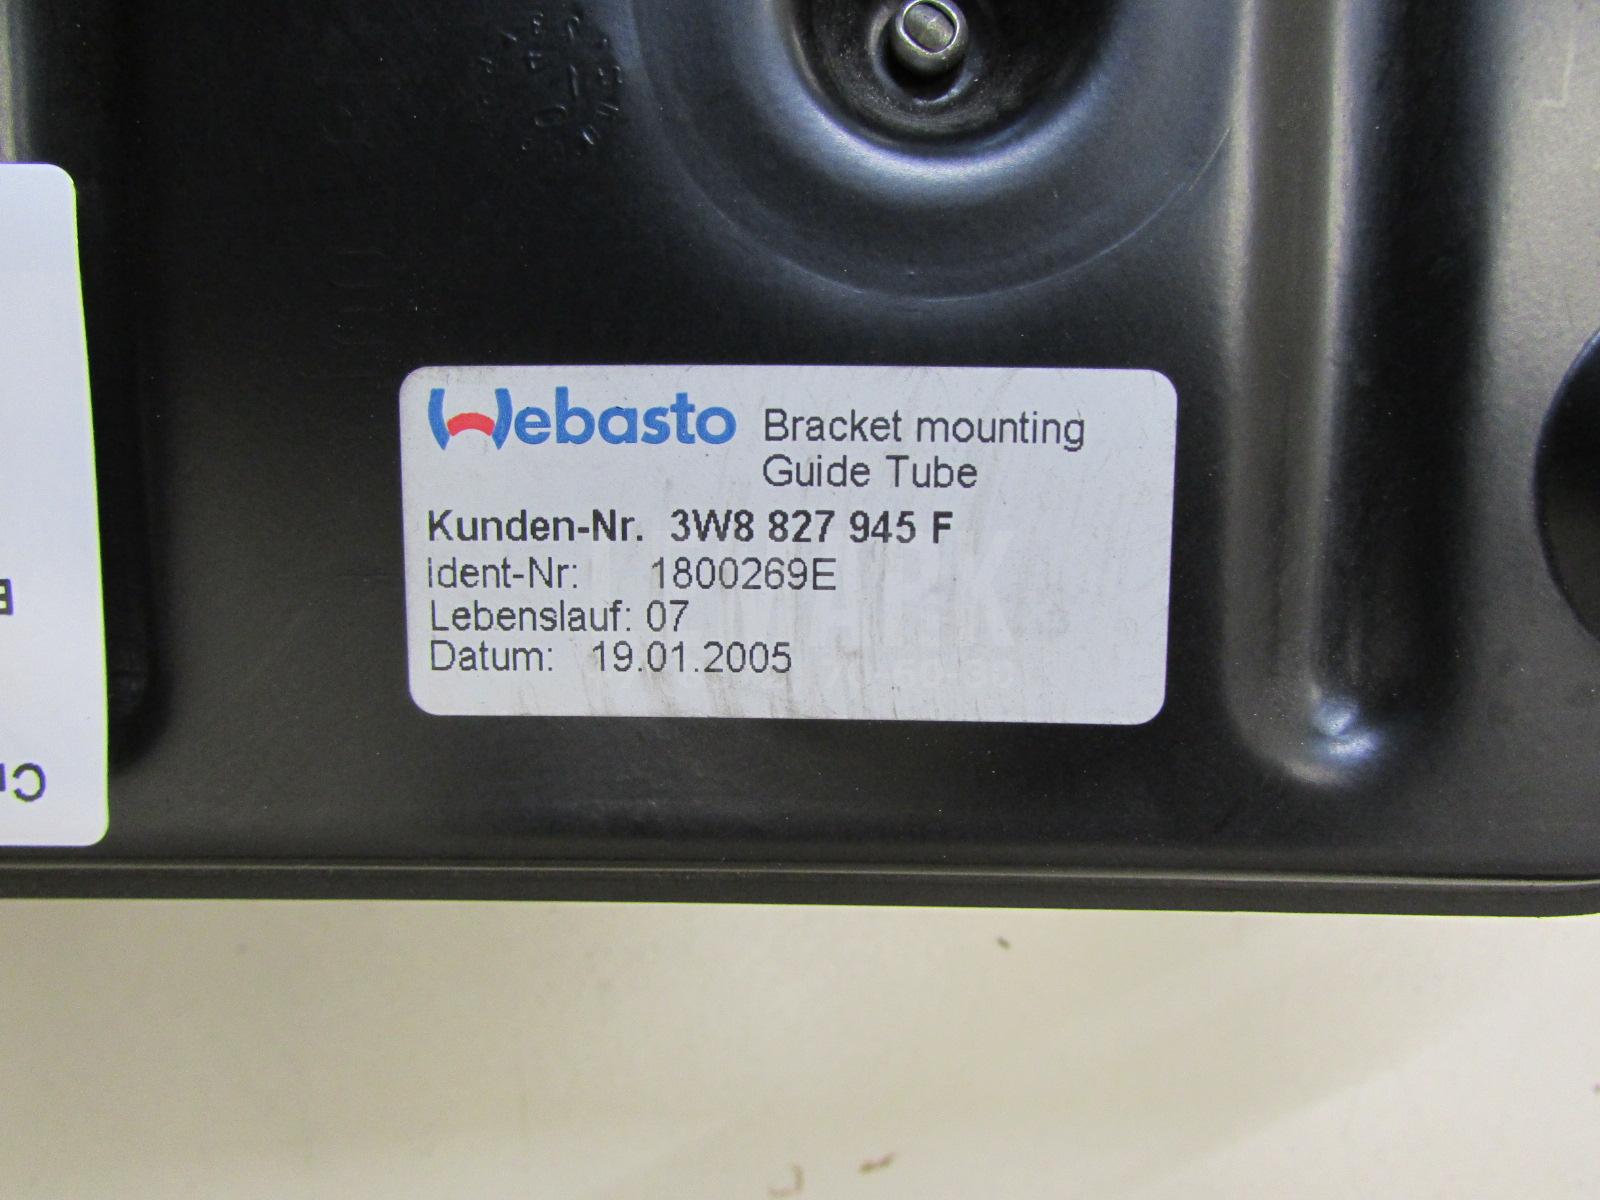 Webasto Bracket mounting
Guide Tube
Kunden-Nr. 3W8 827 945 F
Ident-Nr: 1800269E
Lebenslauf: 07
Datum: 19.01.2005